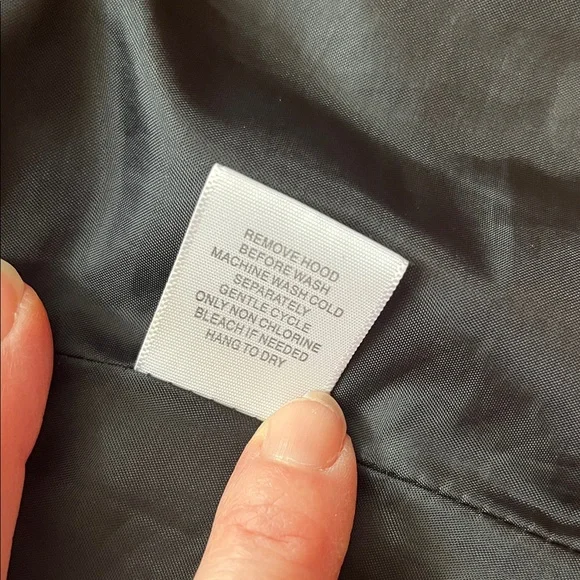 REMOVE HOOD
BEFORE WASH
MACHINE WASH COLD
SEPARATELY
GENTLE CYCLE
ONLY NON CHLORINE
BLEACH IF NEEDED
HANG TO DRY